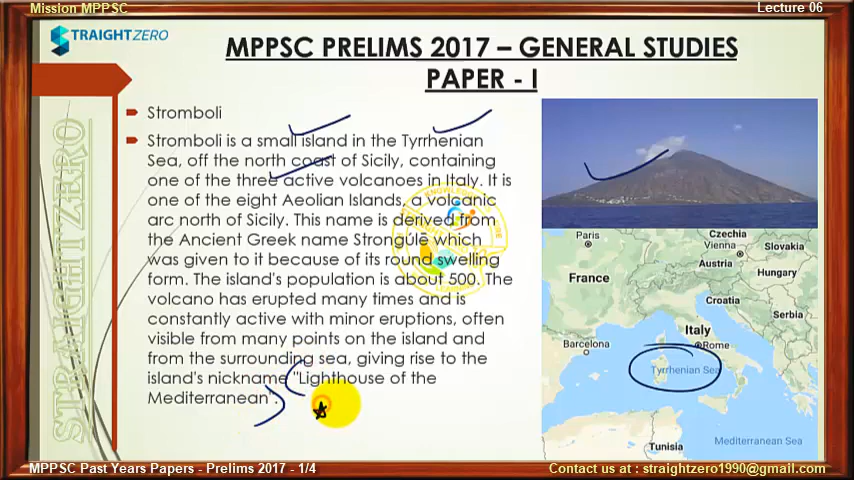 Mission MPPSC
Lecture 06
STRAIGHTZERO
MPPSC PRELIMS 2017 – GENERAL STUDIES
PAPER - I
Stromboli
Stromboli is a small island in the Tyrrhenian
Sea, off the north coast of Sicily, containing
one of the three active volcanoes in Italy. It is
one of the eight Aeolian Islands, a volcanic
arc north of Sicily. This name is derived from
the Ancient Greek name Strongulē which
was given to it because of its round swelling
form. The island's population is about 500. The
volcano has erupted many times and is
constantly active with minor eruptions, often
visible from many points on the island and
from the surrounding sea, giving rise to the
island's nickname "Lighthouse of the
Mediterranean".
STRAIGHT ZERO
Paris
Czechia
Vienna
Slovakia
Austria
France
Hungary
Croatia
Serbia
Italy
Barcelona
Rome
Tyrrhenian Sea
Tunisia
Mediterranean Sea
MPPSC Past Years Papers - Prelims 2017 - 1/4
Contact us at : straightzero1990@gmail.com